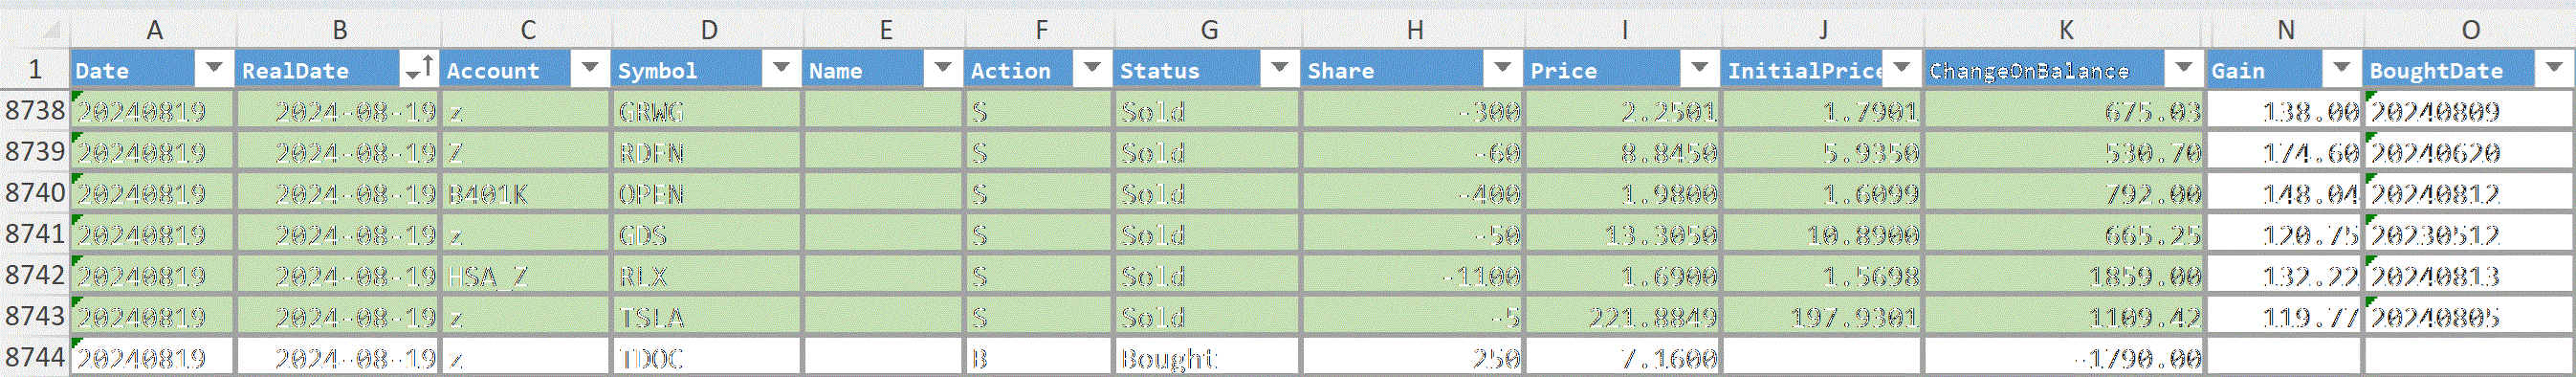 A B C D E F G H I J K N O
1 Date RealDate Account Symbol Name Action Status Share Price InitialPrice ChangeOnBalance Gain BoughtDate
8738 20240819 2024-08-19 z GRWG S Sold -300 2.2501 1.7901 675.03 138.00 20240809
8739 20240819 2024-08-19 Z RDFN S Sold -60 8.8450 5.9350 530.70 174.60 20240620
8740 20240819 2024-08-19 B401K OPEN S Sold -400 1.9800 1.6099 792.00 148.04 20240812
8741 20240819 2024-08-19 z GDS S Sold -50 13.3050 10.8900 665.25 120.75 20230512
8742 20240819 2024-08-19 HSA_Z RLX S Sold -1100 1.6900 1.5698 1859.00 132.22 20240813
8743 20240819 2024-08-19 z TSLA S Sold -5 221.8849 197.9301 1109.42 119.77 20240805
8744 20240819 2024-08-19 z TDOC B Bought 250 7.1600 -1790.00